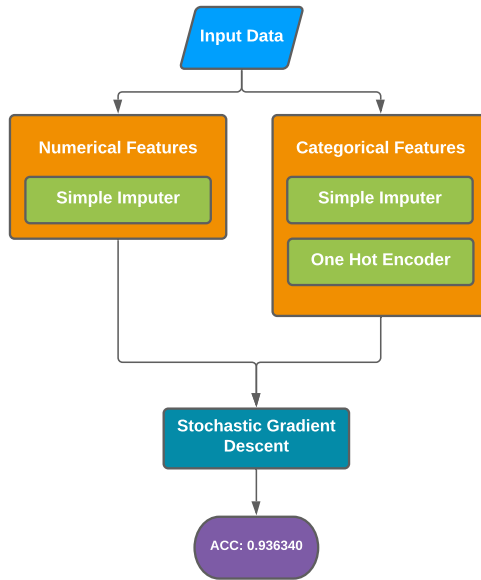 Input Data
Numerical Features
Simple Imputer
Categorical Features
Simple Imputer
One Hot Encoder
Stochastic Gradient
Descent
ACC: 0.936340